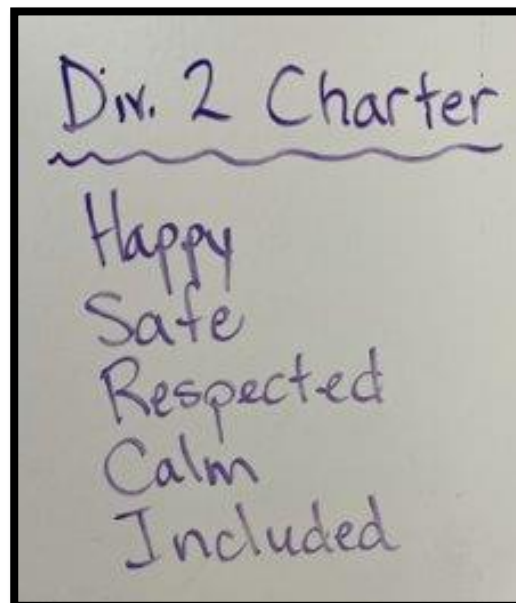 Div. 2 Charter
Happy
Safe
Respected
Calm
Included